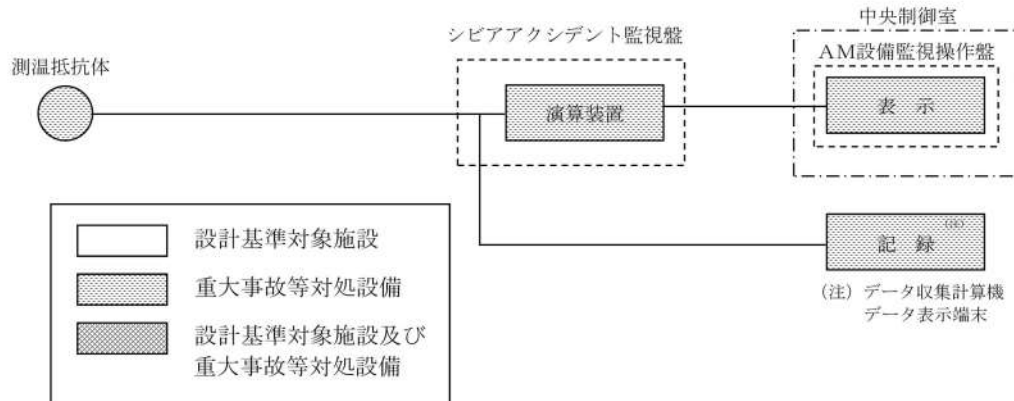 中央制御室
シビアアクシデント監視盤
AM設備監視操作盤
測温抵抗体
演算装置
表 示
記 録 (注)
(注) データ収集計算機
データ表示端末
設計基準対象施設
重大事故等対処設備
設計基準対象施設及び
重大事故等対処設備